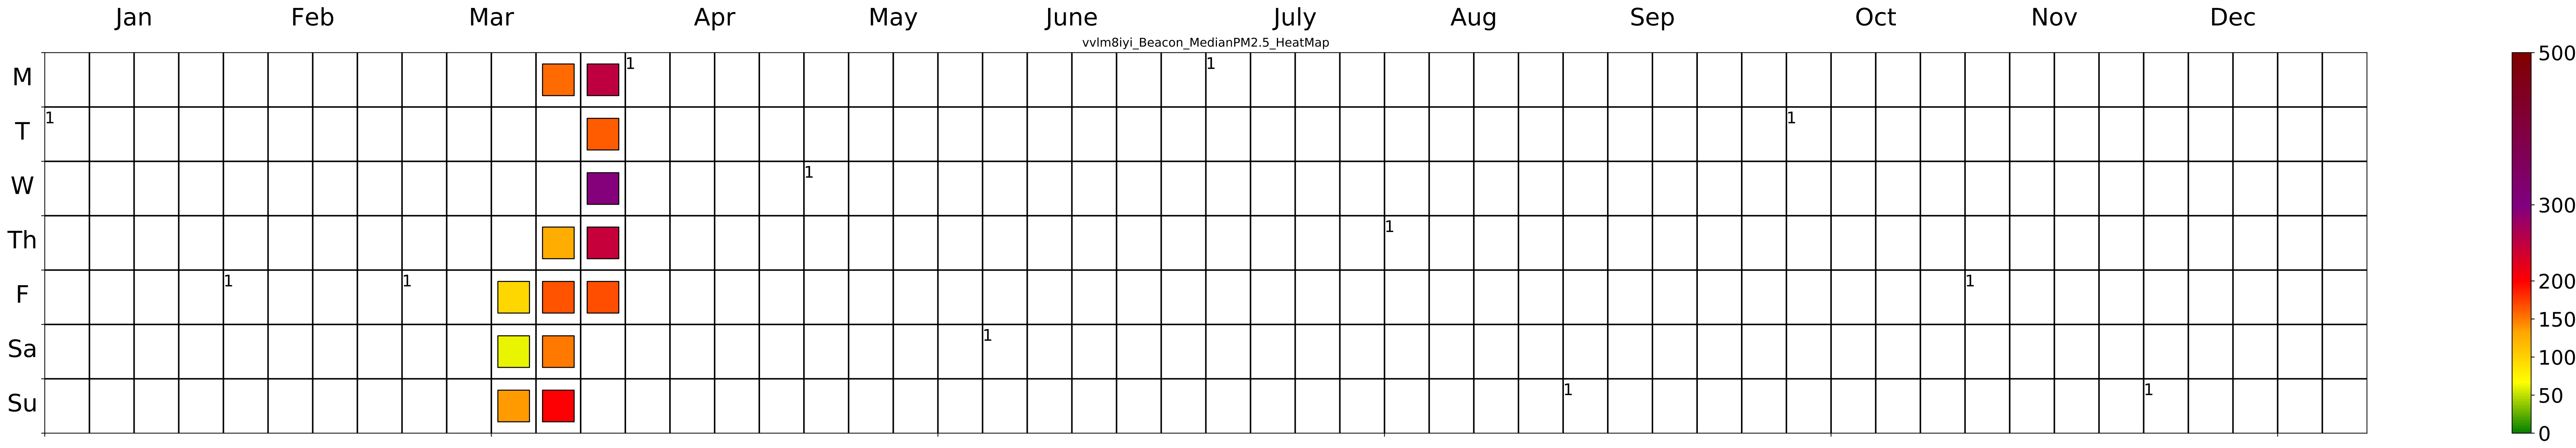 Jan Feb Mar Apr May June July Aug Sep Oct Nov Dec
vvlm8iyi_Beacon_MedianPM2.5_HeatMap
M 1 1
T 1 1
W 1
Th 1
F 1 1 1
Sa 1
Su 1 1
500
300
200
150
100
50
0